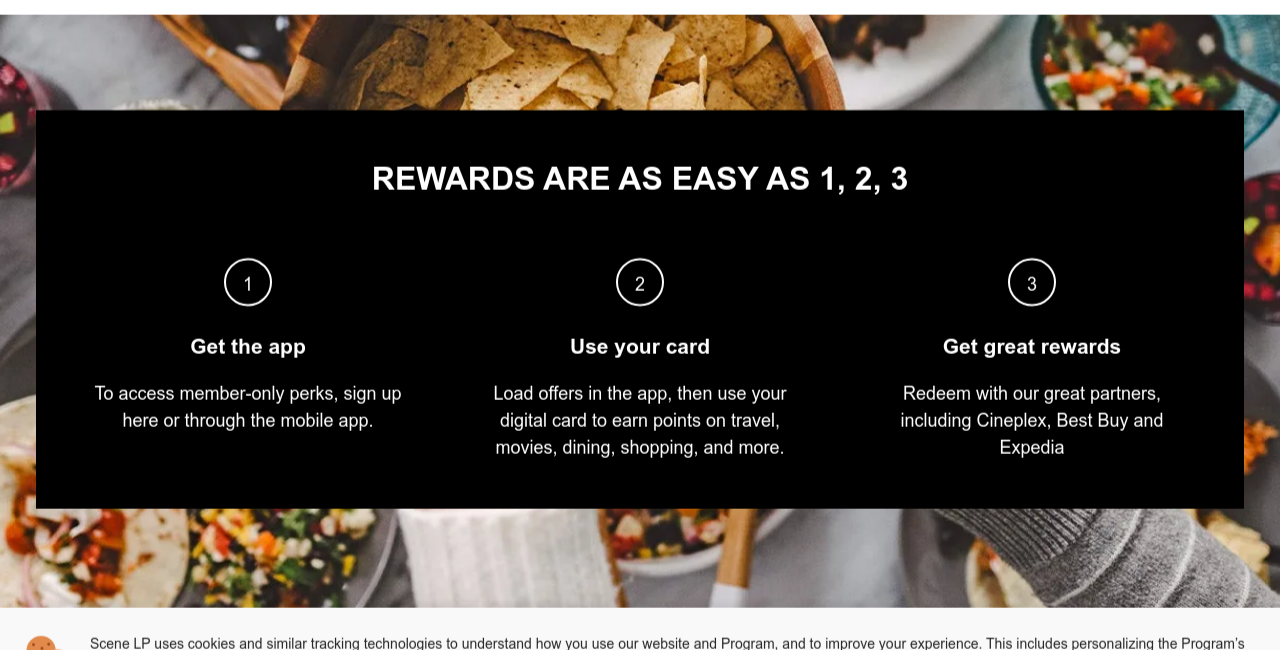 REWARDS ARE AS EASY AS 1, 2, 3
1
2
3
Get the app
Use your card
Get great rewards
To access member-only perks, sign up
here or through the mobile app.
Load offers in the app, then use your
digital card to earn points on travel,
movies, dining, shopping, and more.
Redeem with our great partners,
including Cineplex, Best Buy and
Expedia
Scene LP uses cookies and similar tracking technologies to understand how you use our website and Program, and to improve your experience. This includes personalizing the Program's